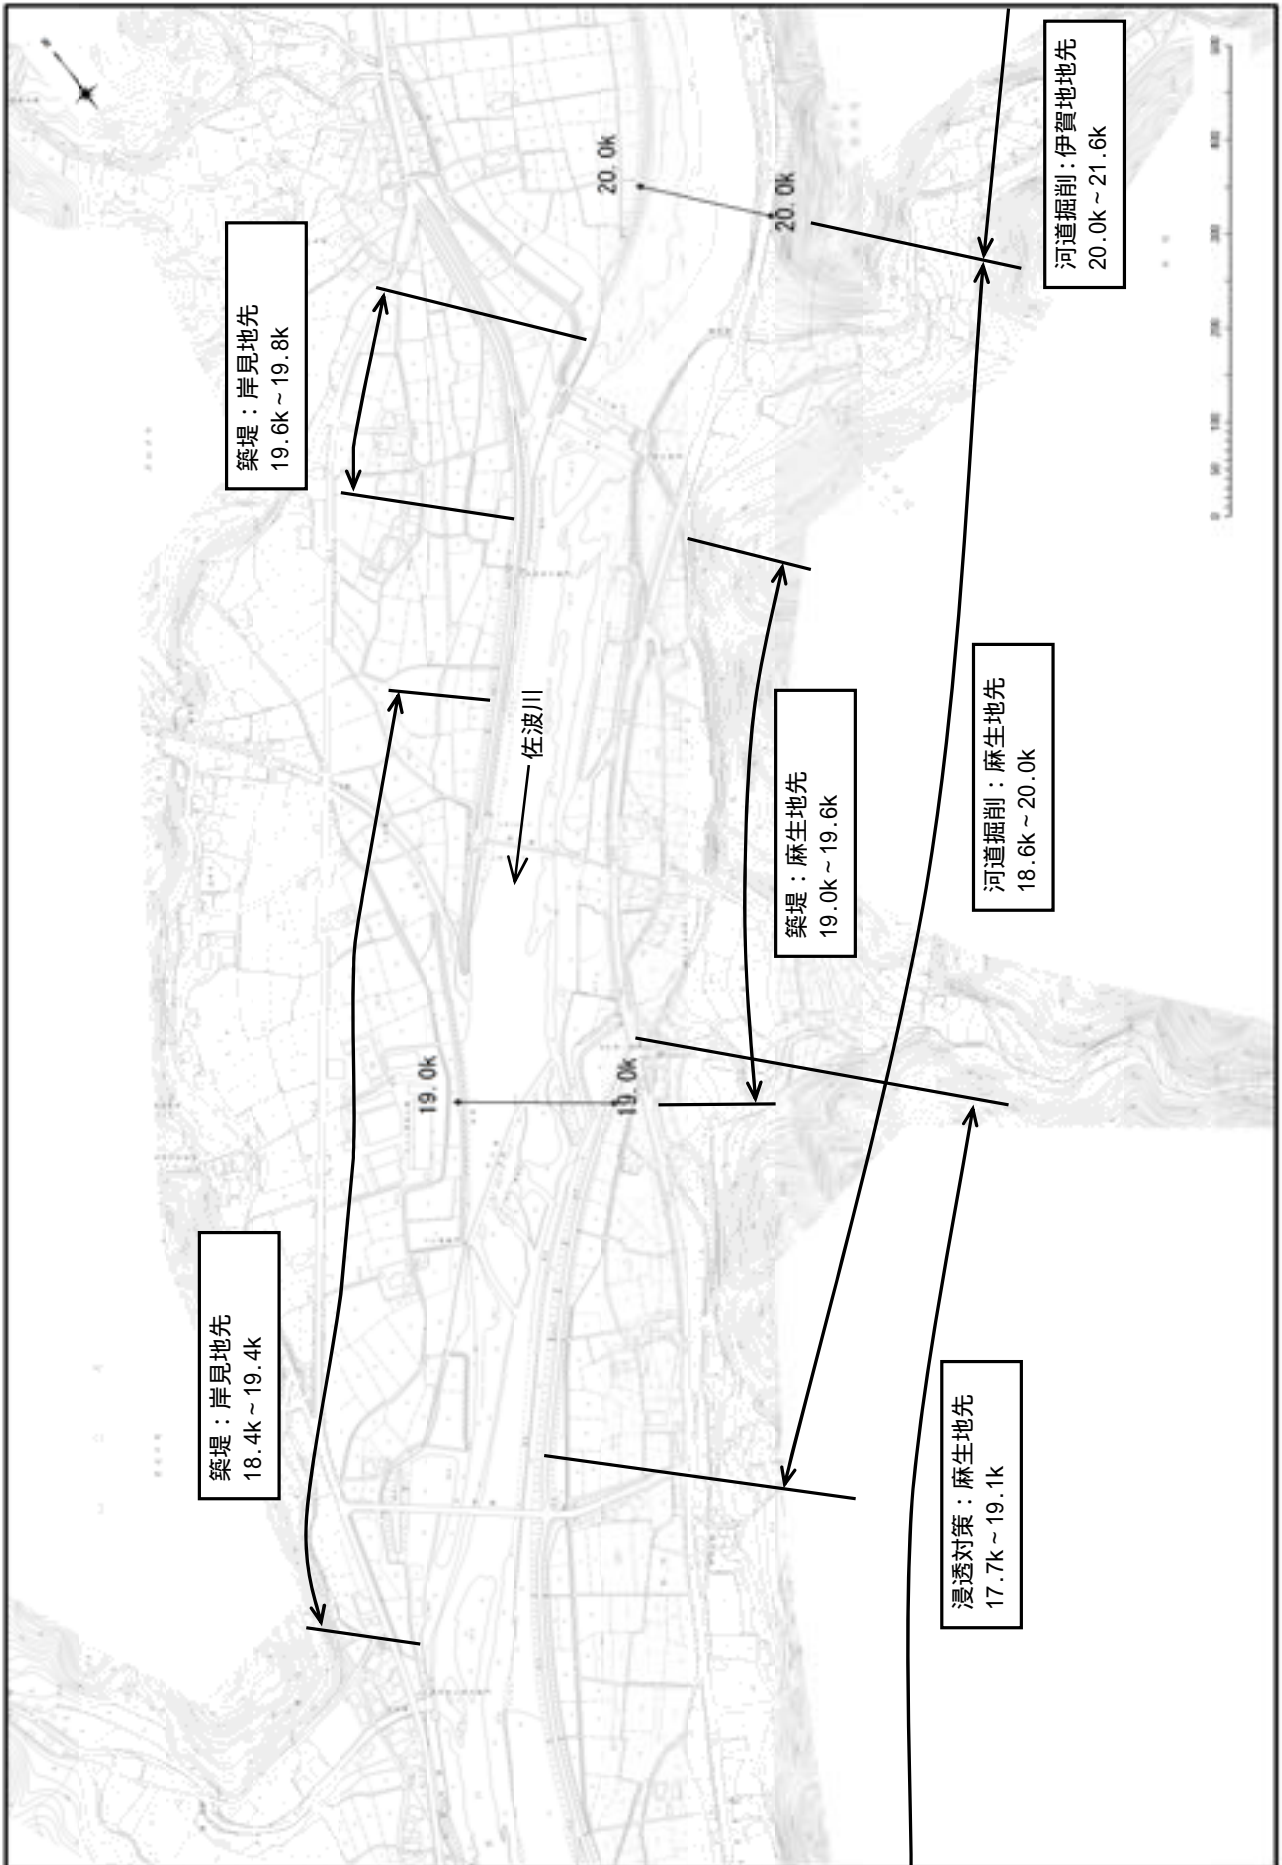 河道掘削：伊賀地地先
20.0k~21.6k
築堤：岸見地先
19.6k~19.8k
20.0k
20.0k
佐波川
築堤：麻生地先
19.0k~19.6k
河道掘削：麻生地先
18.6k~20.0k
19.0k
19.0k
築堤：岸見地先
18.4k~19.4k
浸透対策：麻生地先
17.7k~19.1k